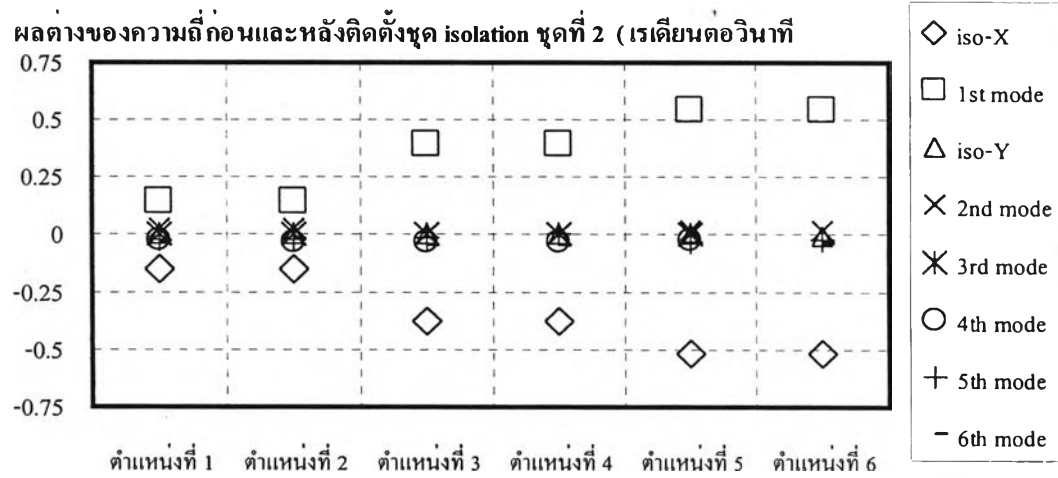 ผลต่างของความถี่ก่อนและหลังติดตั้งชุด isolation ชุดที่ 2 (เรเดียนต่อวินาที
0.75
0.5
0.25
0
-0.25
-0.5
-0.75
ตำแหน่งที่ 1 ตำแหน่งที่ 2 ตำแหน่งที่ 3 ตำแหน่งที่ 4 ตำแหน่งที่ 5 ตำแหน่งที่ 6
iso-X
1st mode
iso-Y
2nd mode
3rd mode
4th mode
5th mode
6th mode